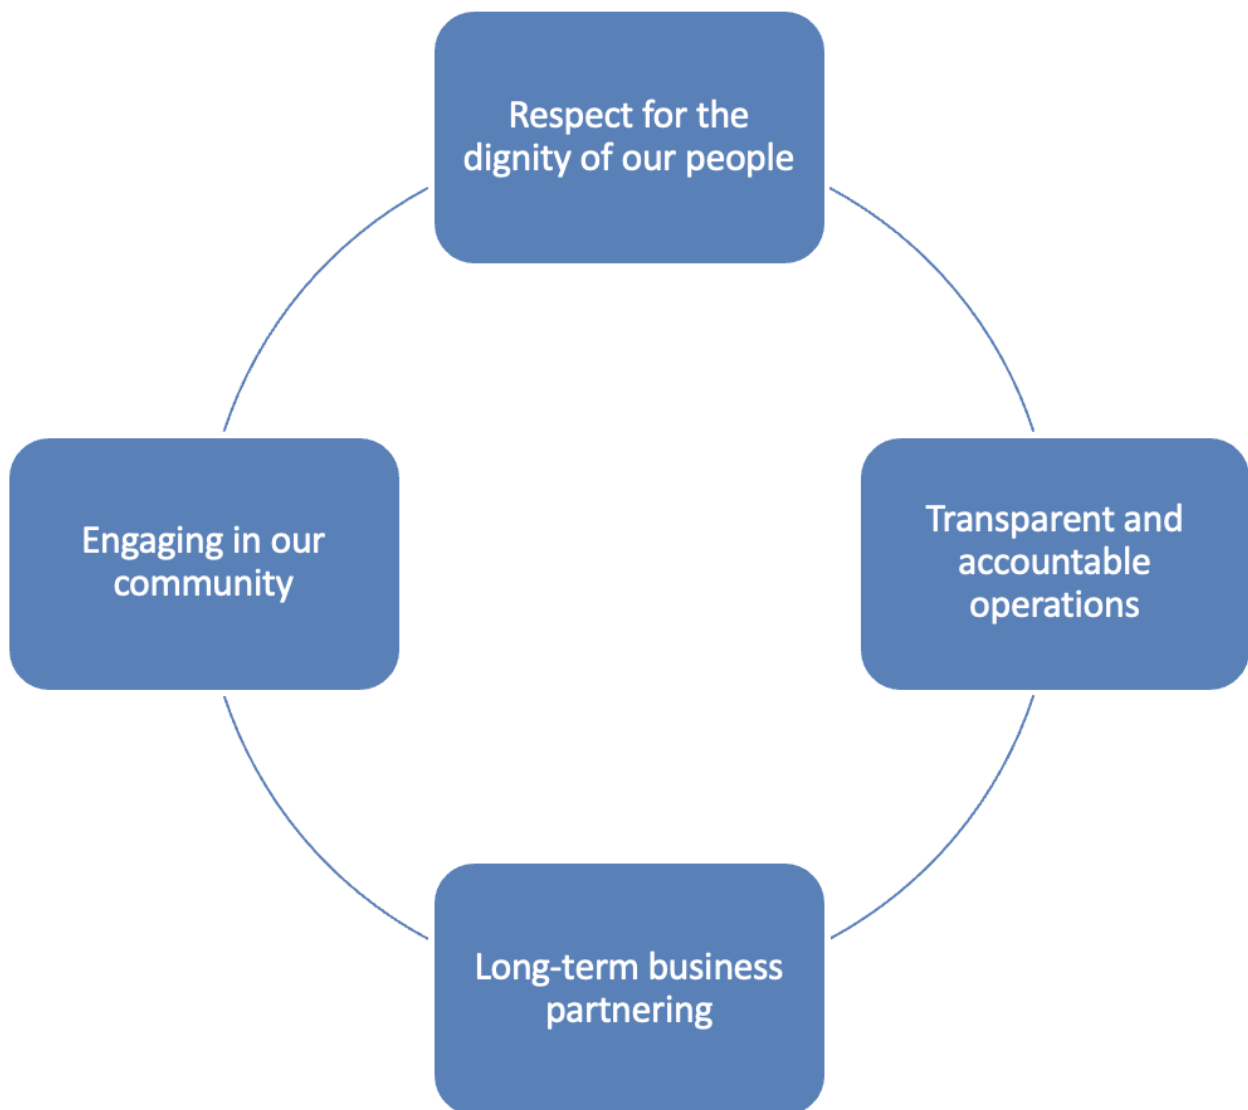 Respect for the
dignity of our people
Transparent and
accountable
operations
Long-term business
partnering
Engaging in our
community